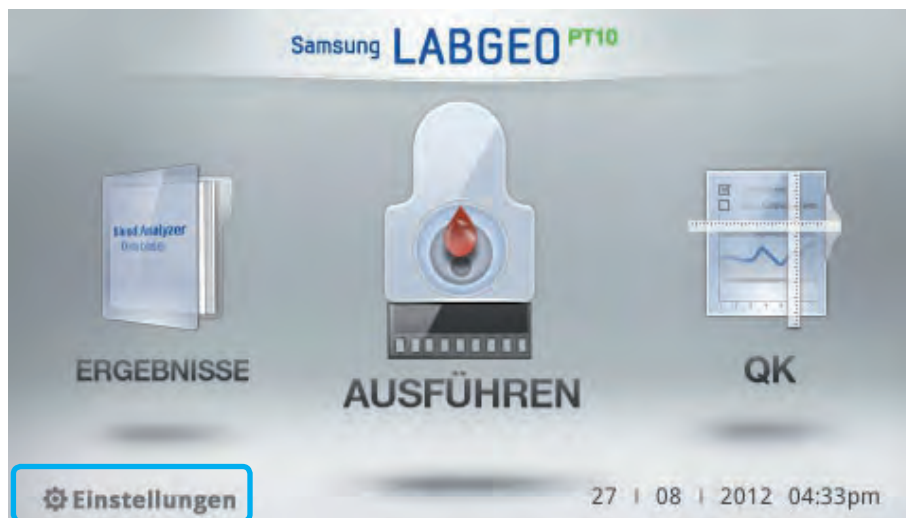 Samsung LABGEO PT10
Blood Analyzer
ERGEBNISSE
AUSFÜHREN
QK
Einstellungen
27 | 08 | 2012 04:33pm